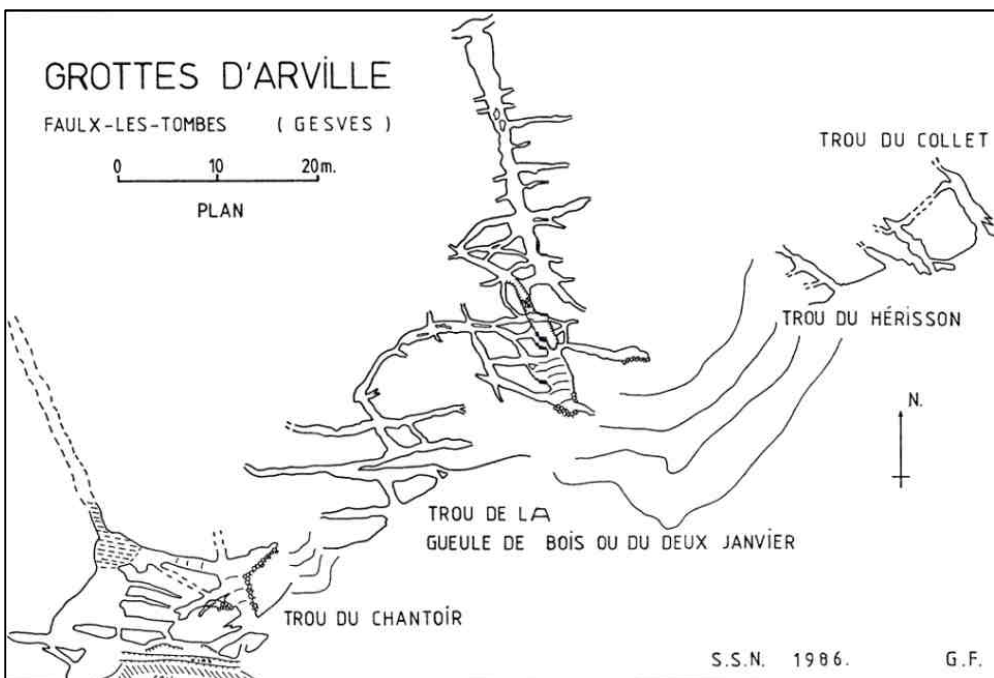 GROTTES D'ARVILLE
FAULX-LES-TOMBES ( GESVES )
0 10 20m.
PLAN
TROU DU COLLET
TROU DU HÉRISSON
N.
TROU DE LA
GUEULE DE BOIS OU DU DEUX JANVIER
TROU DU CHANTOIR
S.S.N. 1986. G.F.